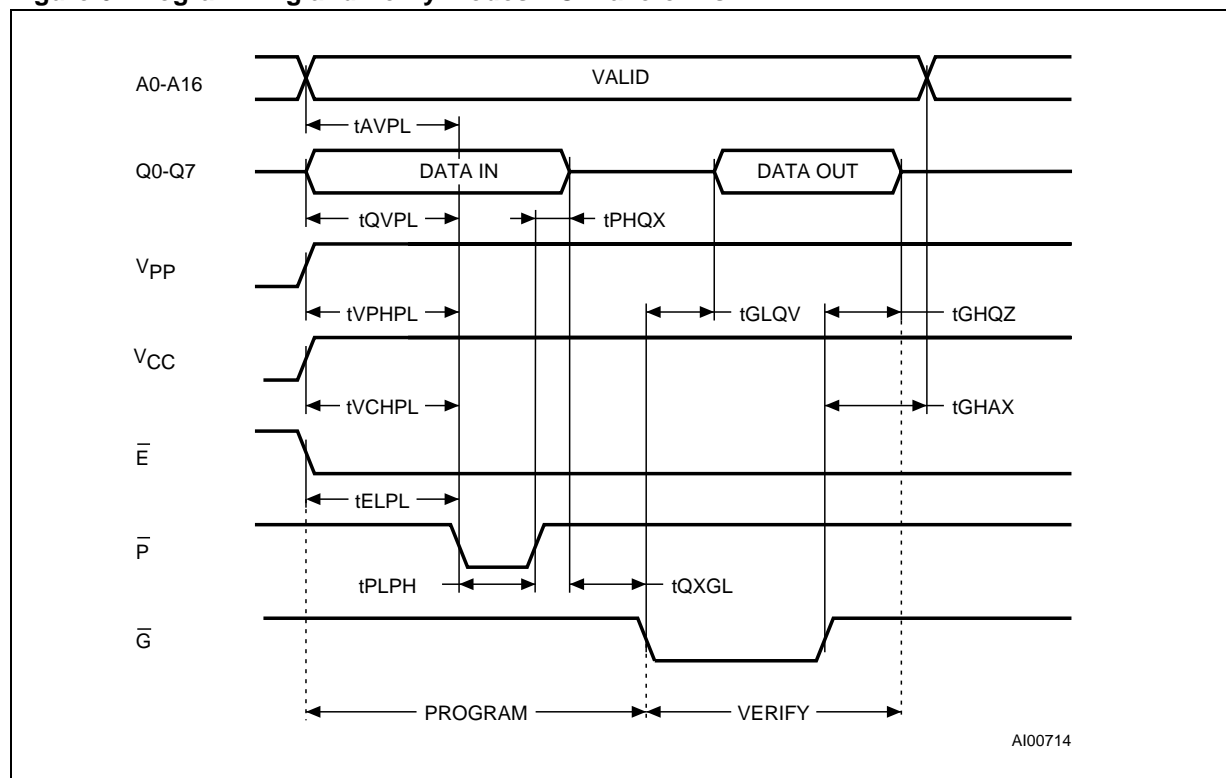 A0-A16
VALID
tAVPL
Q0-Q7
DATA IN
DATA OUT
tQVPL
tPHQX
VPP
tVPHPL
tGLQV
tGHQZ
VCC
tVCHPL
tGHAX
E̅
tELPL
P̅
tPLPH
tQXGL
G̅
PROGRAM
VERIFY
AI00714